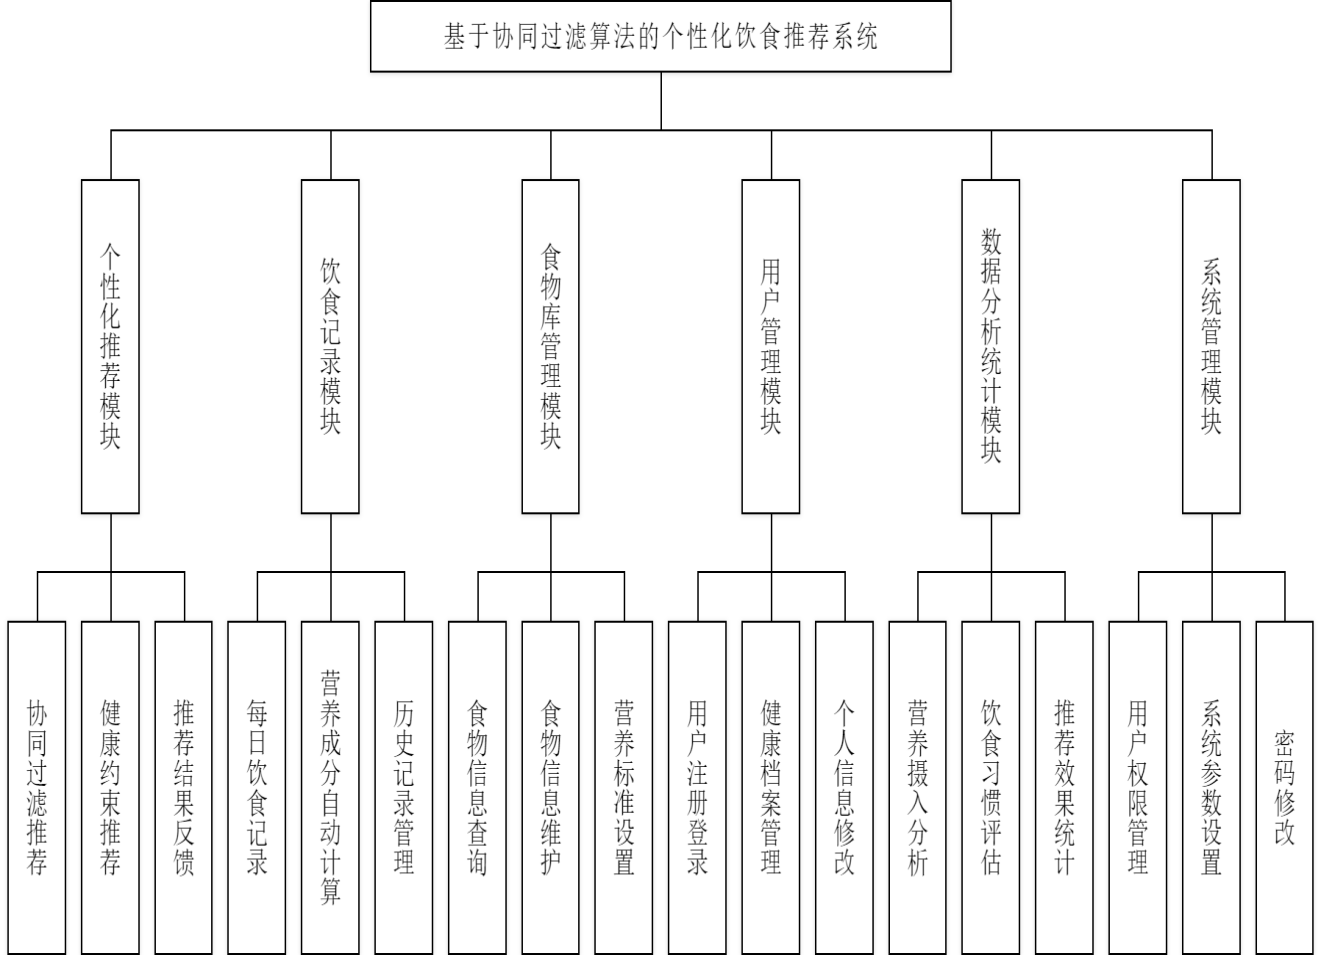 基于协同过滤算法的个性化饮食推荐系统
个性化推荐模块
饮食记录模块
食物库管理模块
用户管理模块
数据分析统计模块
系统管理模块
协同过滤推荐
健康约束推荐
推荐结果反馈
每日饮食记录
营养成分自动计算
历史记录管理
食物信息查询
食物信息维护
营养标准设置
用户注册登录
健康档案管理
个人信息修改
营养摄入分析
饮食习惯评估
推荐效果统计
用户权限管理
系统参数设置
密码修改